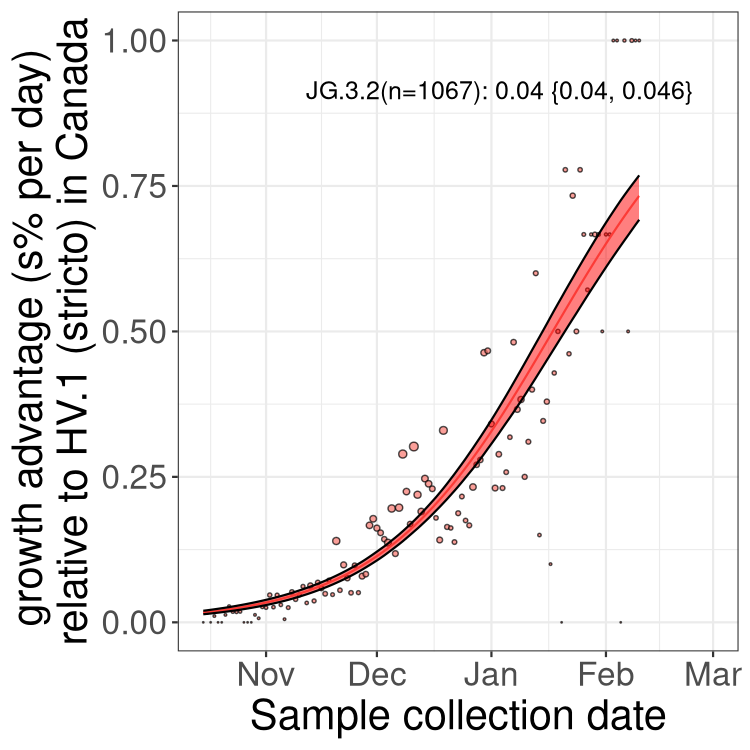 growth advantage (s% per day)
relative to HV.1 (stricto) in Canada
1.00
0.75
0.50
0.25
0.00
JG.3.2(n=1067): 0.04 {0.04, 0.046}
Nov Dec Jan Feb Mar
Sample collection date